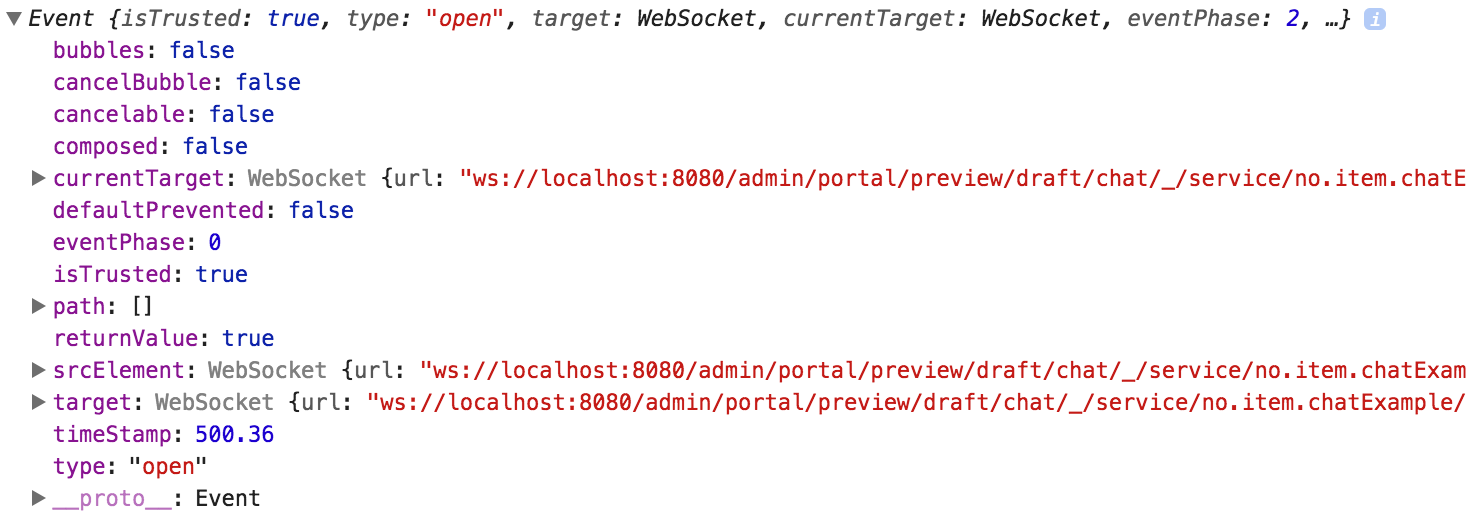 Event {isTrusted: true, type: "open", target: WebSocket, currentTarget: WebSocket, eventPhase: 2, …} i
bubbles: false
cancelBubble: false
cancelable: false
composed: false
currentTarget: WebSocket {url: "ws://localhost:8080/admin/portal/preview/draft/chat/_/service/no.item.chatE
defaultPrevented: false
eventPhase: 0
isTrusted: true
path: []
returnValue: true
srcElement: WebSocket {url: "ws://localhost:8080/admin/portal/preview/draft/chat/_/service/no.item.chatExam
target: WebSocket {url: "ws://localhost:8080/admin/portal/preview/draft/chat/_/service/no.item.chatExample/
timeStamp: 500.36
type: "open"
__proto__: Event